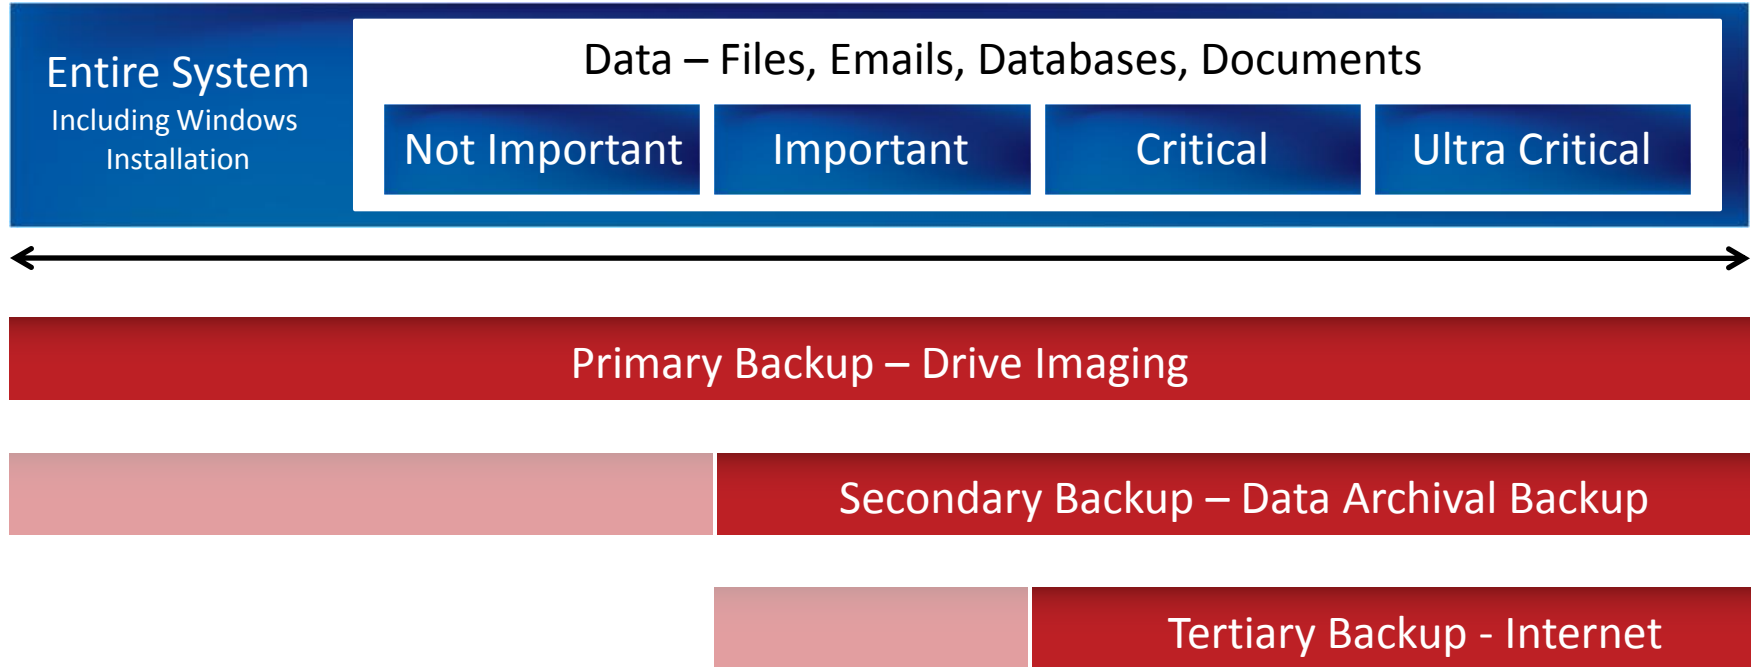 Entire System
Including Windows
Installation
Data – Files, Emails, Databases, Documents
Not Important
Important
Critical
Ultra Critical
Primary Backup – Drive Imaging
Secondary Backup – Data Archival Backup
Tertiary Backup - Internet